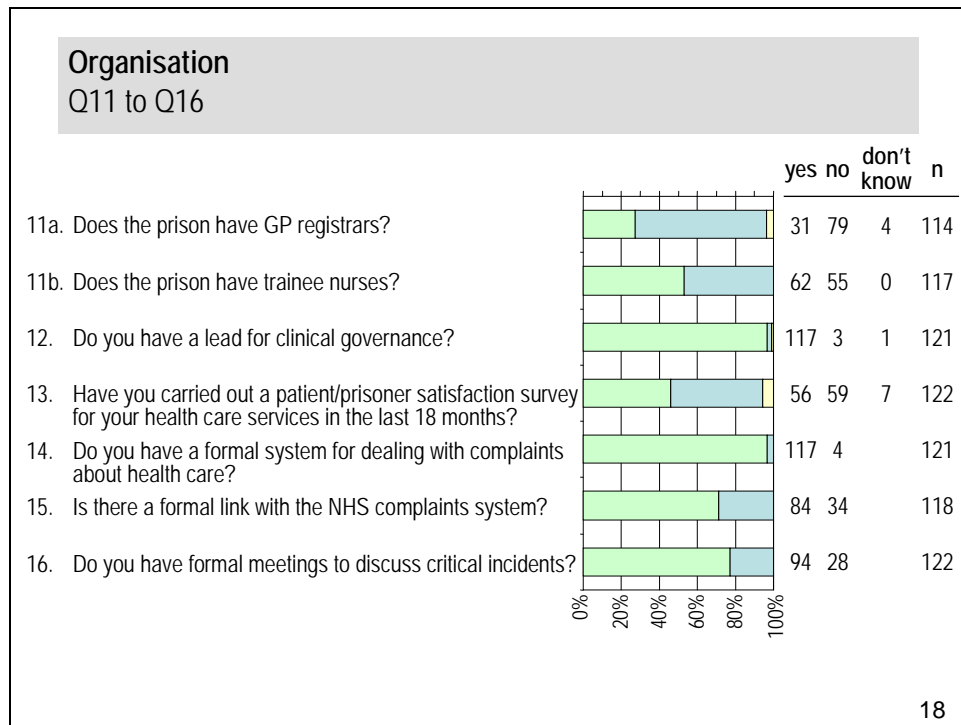 Organisation
Q11 to Q16
yes no don't know n
11a. Does the prison have GP registrars? 31 79 4 114
11b. Does the prison have trainee nurses? 62 55 0 117
12. Do you have a lead for clinical governance? 117 3 1 121
13. Have you carried out a patient/prisoner satisfaction survey
for your health care services in the last 18 months? 56 59 7 122
14. Do you have a formal system for dealing with complaints
about health care? 117 4 121
15. Is there a formal link with the NHS complaints system? 84 34 118
16. Do you have formal meetings to discuss critical incidents? 94 28 122
0% 20% 40% 60% 80% 100%
18